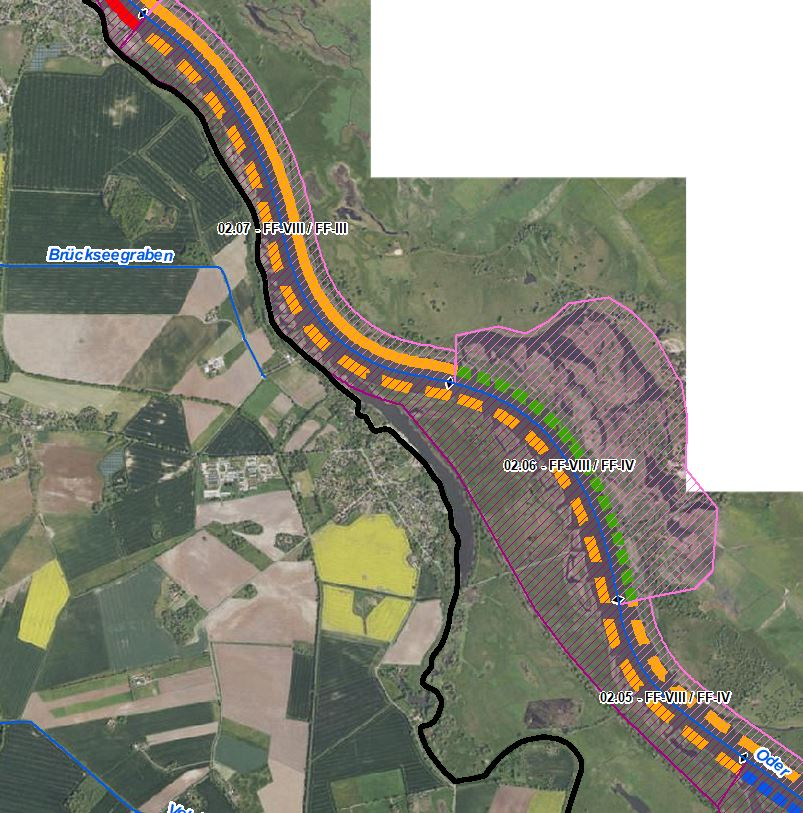 02.07 - FF-VIII / FF-III
Brückseegraben
02.06 - FF-VIII / FF-IV
02.05 - FF-VIII / FF-IV
Oder